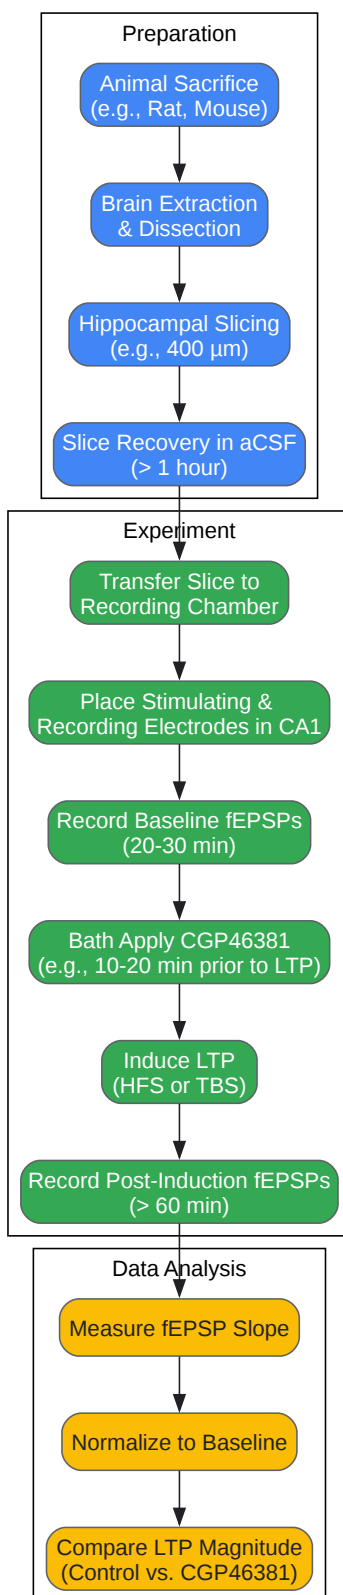 Preparation
Animal Sacrifice
(e.g., Rat, Mouse)
Brain Extraction
& Dissection
Hippocampal Slicing
(e.g., 400 µm)
Slice Recovery in aCSF
(> 1 hour)
Experiment
Transfer Slice to
Recording Chamber
Place Stimulating &
Recording Electrodes in CA1
Record Baseline fEPSPs
(20-30 min)
Bath Apply CGP46381
(e.g., 10-20 min prior to LTP)
Induce LTP
(HFS or TBS)
Record Post-Induction fEPSPs
(> 60 min)
Data Analysis
Measure fEPSP Slope
Normalize to Baseline
Compare LTP Magnitude
(Control vs. CGP46381)